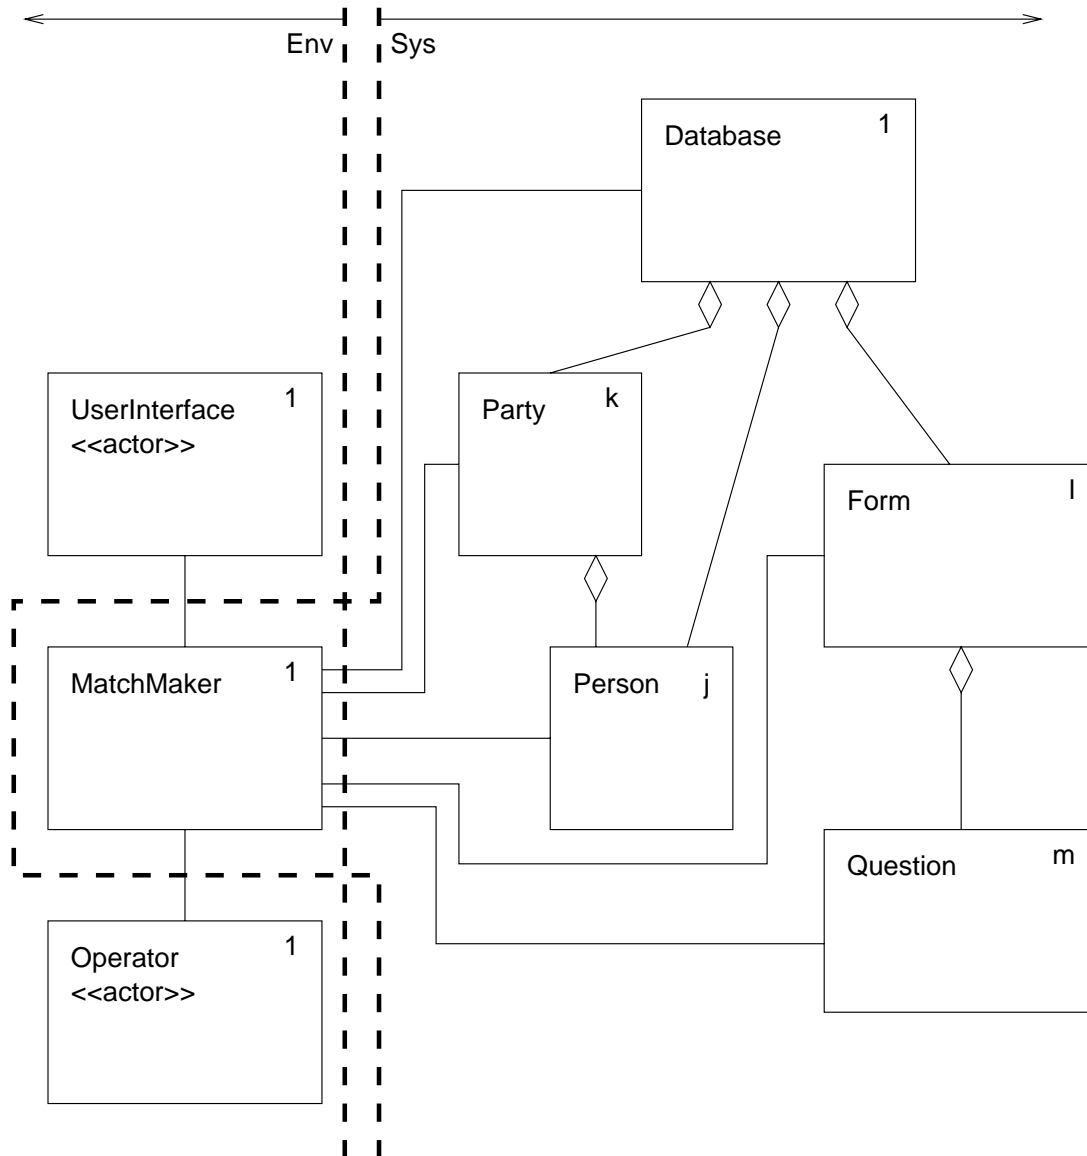 Env
Sys
Database
1
UserInterface
1
<<actor>>
Party
k
Form
l
MatchMaker
1
Person
j
Question
m
Operator
1
<<actor>>